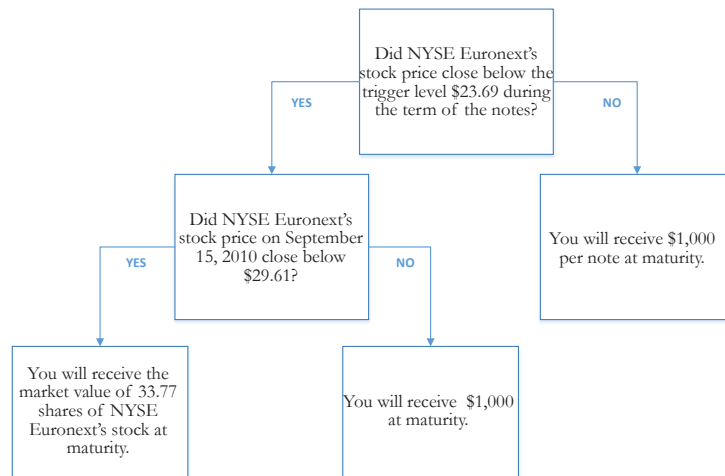 Did NYSE Euronext's
stock price close below the
trigger level $23.69 during
the term of the notes?
YES
NO
Did NYSE Euronext's
stock price on September
15, 2010 close below
$29.61?
You will receive $1,000
per note at maturity.
YES
NO
You will receive the
market value of 33.77
shares of NYSE
Euronext's stock at
maturity.
You will receive $1,000
at maturity.